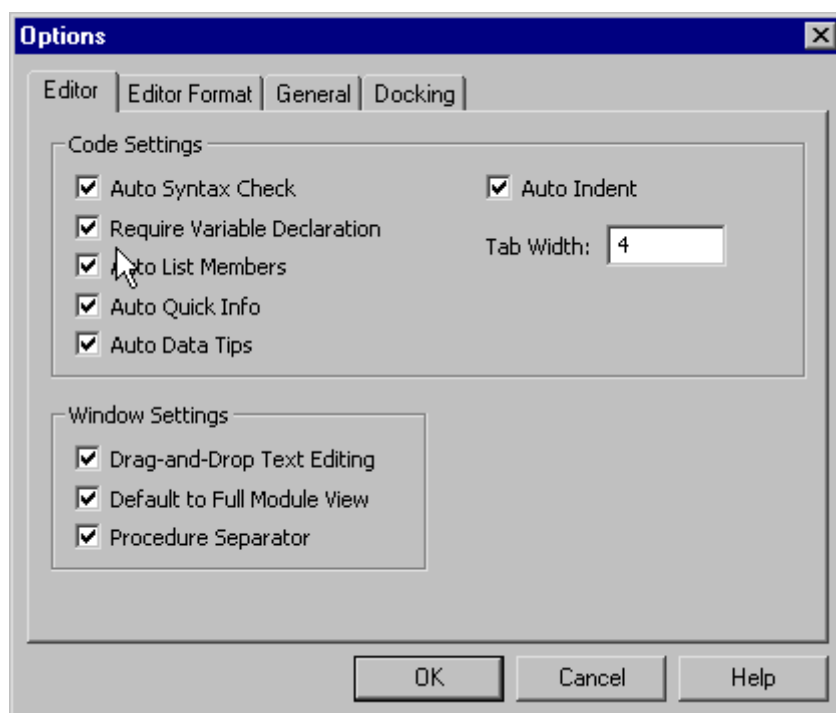 Options
Editor Editor Format General Docking
Code Settings
Auto Syntax Check
Require Variable Declaration
List Members
Auto Quick Info
Auto Data Tips
Auto Indent
Tab Width: 4
Window Settings
Drag-and-Drop Text Editing
Default to Full Module View
Procedure Separator
OK Cancel Help